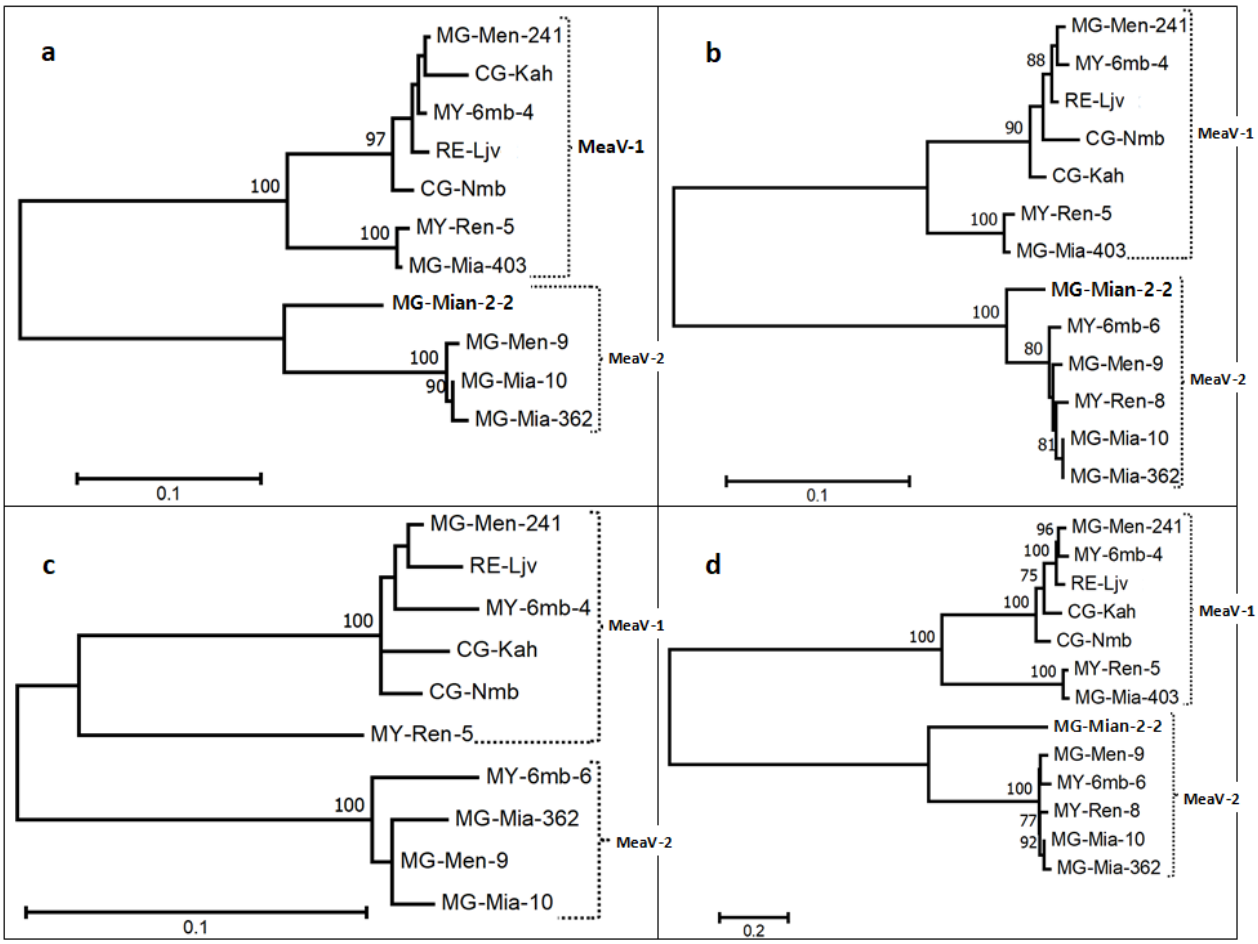 a
MG-Men-241
CG-Kah
MY-6mb-4
97
RE-Ljv
MeaV-1
CG-Nmb
100
MY-Ren-5
100
MG-Mia-403
MG-Mian-2-2
MG-Men-9
100
MeaV-2
MG-Mia-10
90
MG-Mia-362
0.1
b
MG-Men-241
88
MY-6mb-4
RE-Ljv
90
CG-Nmb
MeaV-1
CG-Kah
MY-Ren-5
100
MG-Mia-403
MG-Mian-2-2
100
MY-6mb-6
80
MG-Men-9
MeaV-2
MY-Ren-8
81
MG-Mia-10
MG-Mia-362
0.1
c
MG-Men-241
RE-Ljv
MY-6mb-4
100
MeaV-1
CG-Kah
CG-Nmb
MY-Ren-5
MY-6mb-6
100
MG-Mia-362
MeaV-2
MG-Men-9
MG-Mia-10
0.1
d
96
MG-Men-241
100
MY-6mb-4
75
RE-Ljv
100
CG-Kah
MeaV-1
100
CG-Nmb
100
MY-Ren-5
MG-Mia-403
MG-Mian-2-2
MG-Men-9
100
MY-6mb-6
MeaV-2
MY-Ren-8
77
92
MG-Mia-10
MG-Mia-362
0.2